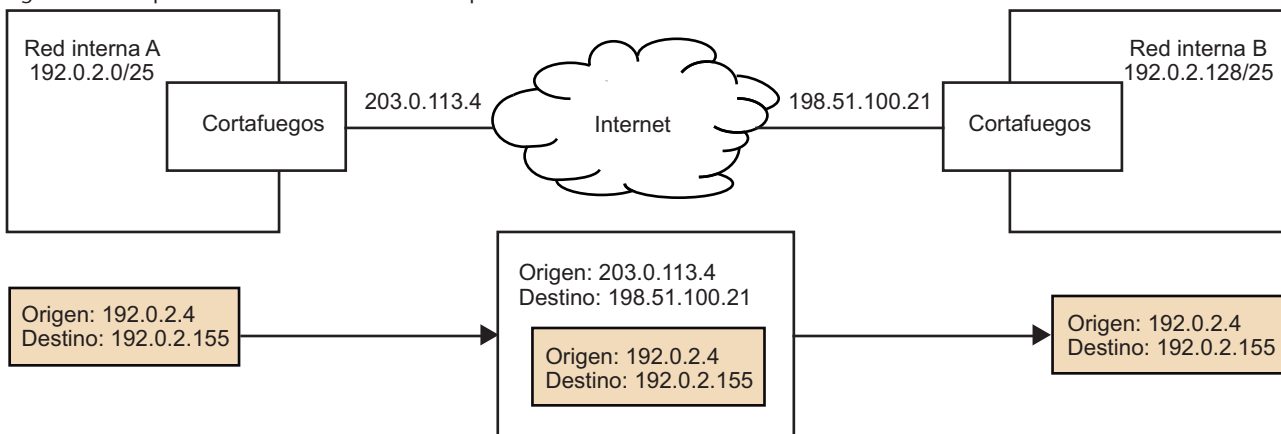 Red interna A
192.0.2.0/25
Cortafuegos
203.0.113.4
Internet
198.51.100.21
Cortafuegos
Red interna B
192.0.2.128/25
Origen: 192.0.2.4
Destino: 192.0.2.155
Origen: 203.0.113.4
Destino: 198.51.100.21
Origen: 192.0.2.4
Destino: 192.0.2.155
Origen: 192.0.2.4
Destino: 192.0.2.155